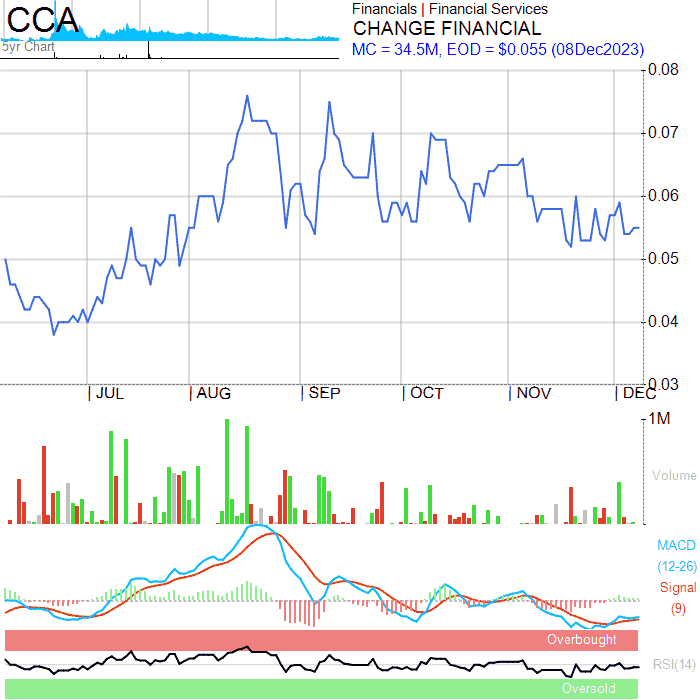 CCA
5yr Chart
Financials | Financial Services
CHANGE FINANCIAL
MC = 34.5M, EOD = $0.055 (08Dec2023)
0.08
0.07
0.06
0.05
0.04
0.03
JUL AUG SEP OCT NOV DEC
1M
Volume
MACD
(12-26)
Signal
(9)
Overbought
RSI(14)
Oversold